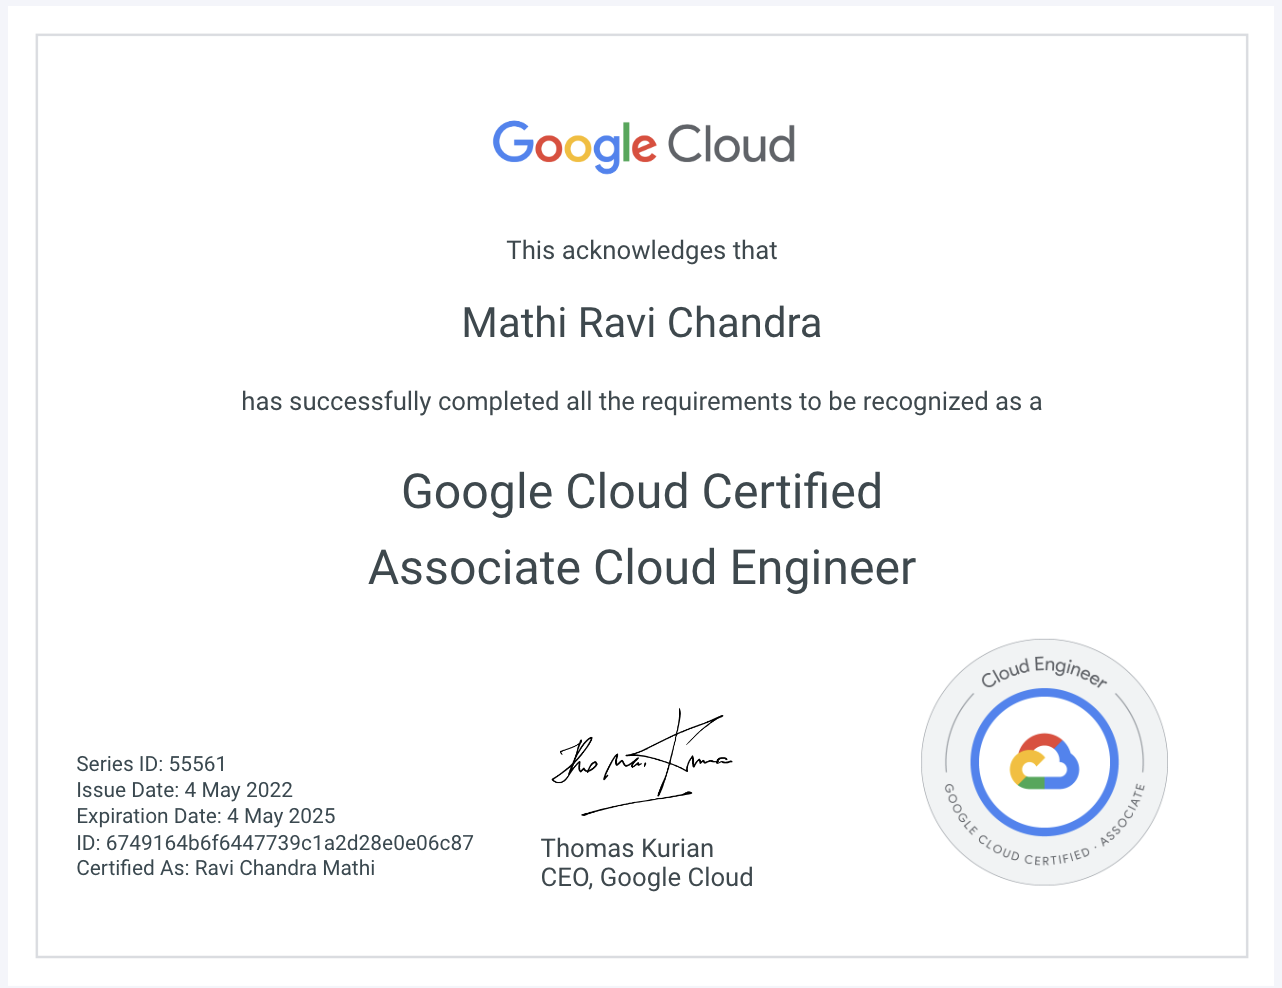 Google Cloud
This acknowledges that
Mathi Ravi Chandra
has successfully completed all the requirements to be recognized as a
Google Cloud Certified
Associate Cloud Engineer
Series ID: 55561
Issue Date: 4 May 2022
Expiration Date: 4 May 2025
ID: 6749164b6f6447739c1a2d28e0e06c87
Certified As: Ravi Chandra Mathi
Thomas Kurian
CEO, Google Cloud
Cloud Engineer
GOOGLE CLOUD CERTIFIED · ASSOCIATE